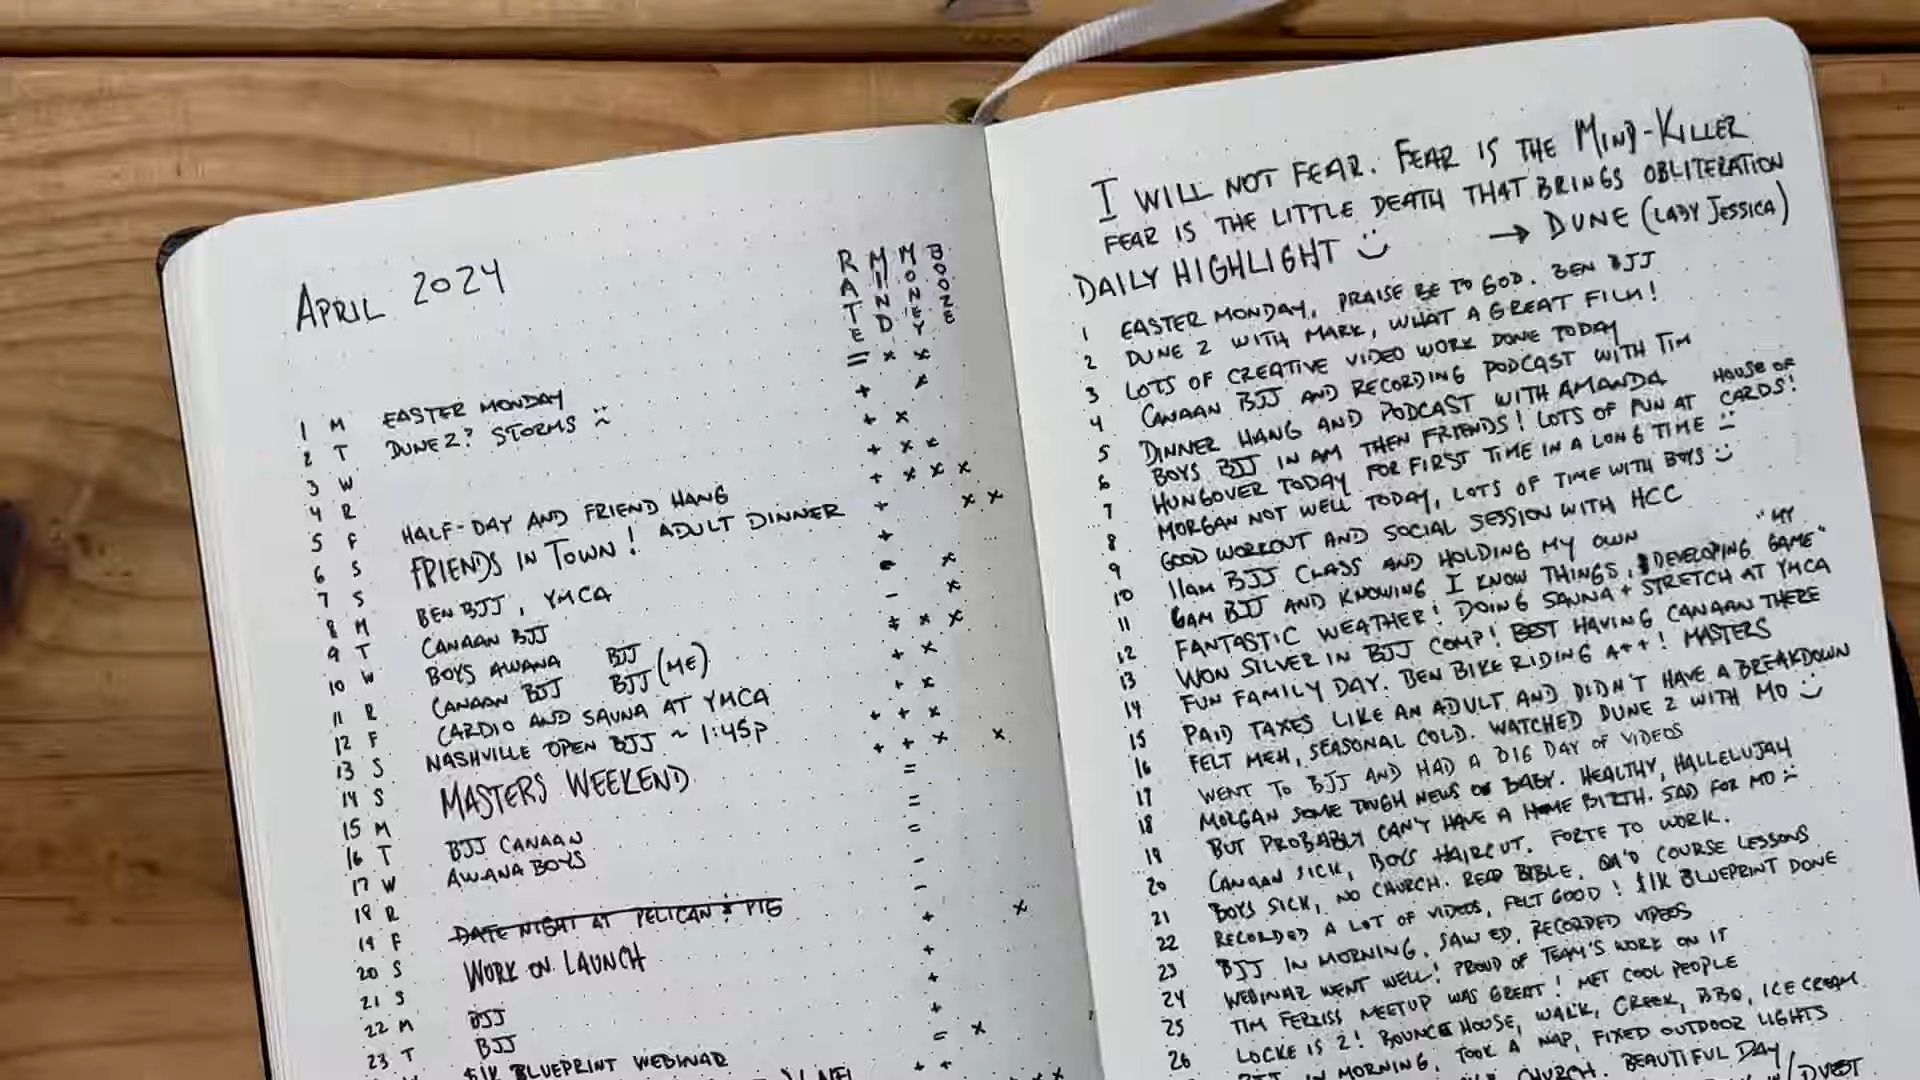 APRIL 2024
RATE MIND MONEY BOOZE
1 M EASTER MONDAY
2 T DUNE 2? STORMS
3 W
4 R
5 F HALF-DAY AND FRIEND HANG
6 S FRIENDS IN TOWN! ADULT DINNER
7 S
8 M BEN BJJ, YMCA
9 T CANAAN BJJ
10 W BOYS AWANA BJJ
11 R CANAAN BJJ BJJ (ME)
12 F CARDIO AND SAUNA AT YMCA
13 S NASHVILLE OPEN BJJ ~ 1:45P
14 S MASTERS WEEKEND
15 M
16 T BJJ CANAAN
17 W AWANA BOYS
18 R
19 F DATE NIGHT AT PELICAN & PIG
20 S WORK ON LAUNCH
21 S
22 M BJJ
23 T BJJ
$1K BLUEPRINT WEBINAR
I WILL NOT FEAR. FEAR IS THE MIND-KILLER
FEAR IS THE LITTLE DEATH THAT BRINGS OBLITERATION
→ DUNE (LADY JESSICA)
DAILY HIGHLIGHT
1 EASTER MONDAY, PRAISE BE TO GOD. BEN BJJ
2 DUNE 2 WITH MARK, WHAT A GREAT FILM!
3 LOTS OF CREATIVE VIDEO WORK DONE TODAY
4 CANAAN BJJ AND RECORDING PODCAST WITH TIM
5 DINNER HANG AND PODCAST WITH AMANDA
6 BOYS BJJ IN AM THEN FRIENDS! LOTS OF FUN AT HOUSE OF CARDS!
7 HUNGOVER TODAY FOR FIRST TIME IN A LONG TIME
8 MORGAN NOT WELL TODAY, LOTS OF TIME WITH BOYS
9 GOOD WORKOUT AND SOCIAL SESSION WITH HCC
10 11AM BJJ CLASS AND HOLDING MY OWN
11 6AM BJJ AND KNOWING I KNOW THINGS, DEVELOPING "MY GAME"
12 FANTASTIC WEATHER! DOING SAUNA + STRETCH AT YMCA
13 WON SILVER IN BJJ COMP! BEST HAVING CANAAN THERE
14 FUN FAMILY DAY. BEN BIKE RIDING A++! MASTERS
15 PAID TAXES LIKE AN ADULT AND DIDN'T HAVE A BREAKDOWN
16 FELT MEH, SEASONAL COLD. WATCHED DUNE 2 WITH MO
17 WENT TO BJJ AND HAD A BIG DAY OF VIDEOS
18 MORGAN SOME TOUGH NEWS BABY. HEALTHY, HALLELUJAH
19 BUT PROBABLY CAN'T HAVE A HOME BIRTH. SAD FOR MO
20 CANAAN SICK, BOYS HAIRCUT. FORTE TO WORK.
21 BOYS SICK, NO CHURCH. READ BIBLE. QA'D COURSE LESSONS
22 RECORDED A LOT OF VIDEOS, FELT GOOD! $1K BLUEPRINT DONE
23 BJJ IN MORNING, SAW ED, RECORDED VIDEOS
24 WEBINAR WENT WELL! PROUD OF TEAM'S WORK ON IT
25 TIM FERRISS MEETUP WAS GREAT! MET COOL PEOPLE
26 LOCKE IS 2! BOUNCE HOUSE, WALK, CREEK, BBQ, ICE CREAM
BJJ IN MORNING, TOOK A NAP, FIXED OUTDOOR LIGHTS
CHURCH. BEAUTIFUL DAY